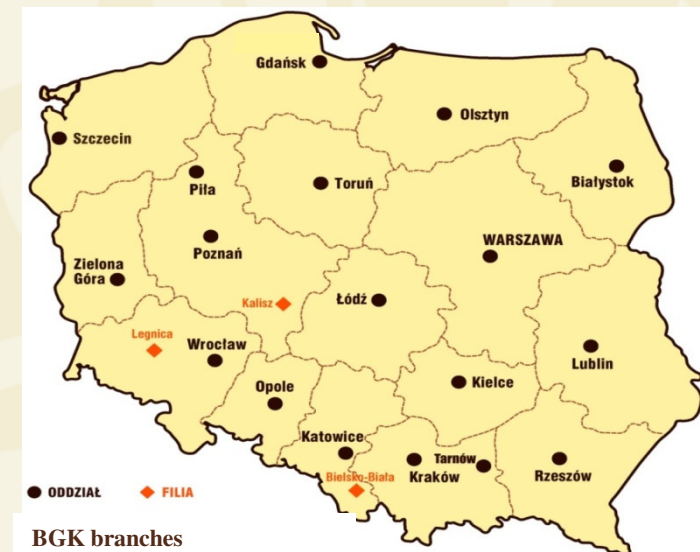 Gdańsk
Olsztyn
Szczecin
Białystok
Piła
Toruń
Poznań
WARSZAWA
Zielona
Góra
Kalisz
Łódź
Legnica
Wrocław
Lublin
Opole
Kielce
Katowice
Tarnów
Bielsko-Biała
Kraków
Rzeszów
ODDZIAŁ
FILIA
BGK branches